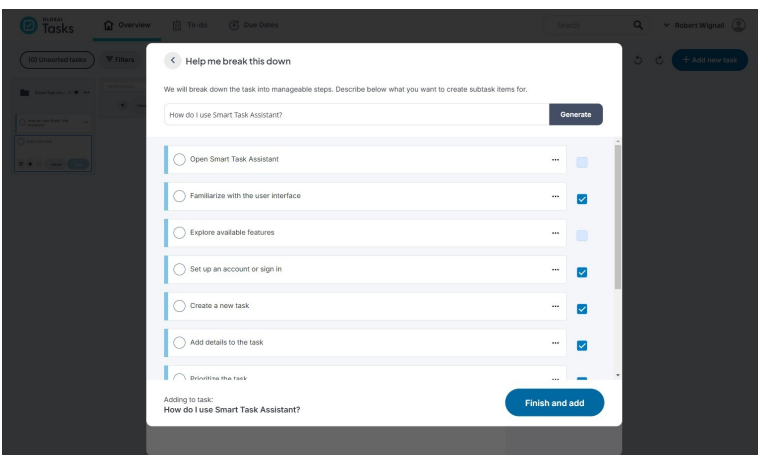 GLOBAL
Tasks
Overview
To-do
Due Dates
Search
Robert Wignall
(0) Unsorted tasks
Filters
+ Add new task
Help me break this down
We will break down the task into manageable steps. Describe below what you want to create subtask items for.
How do I use Smart Task Assistant?
Generate
Open Smart Task Assistant
Familiarize with the user interface
Explore available features
Set up an account or sign in
Create a new task
Add details to the task
Prioritize the task
Adding to task:
How do I use Smart Task Assistant?
Finish and add